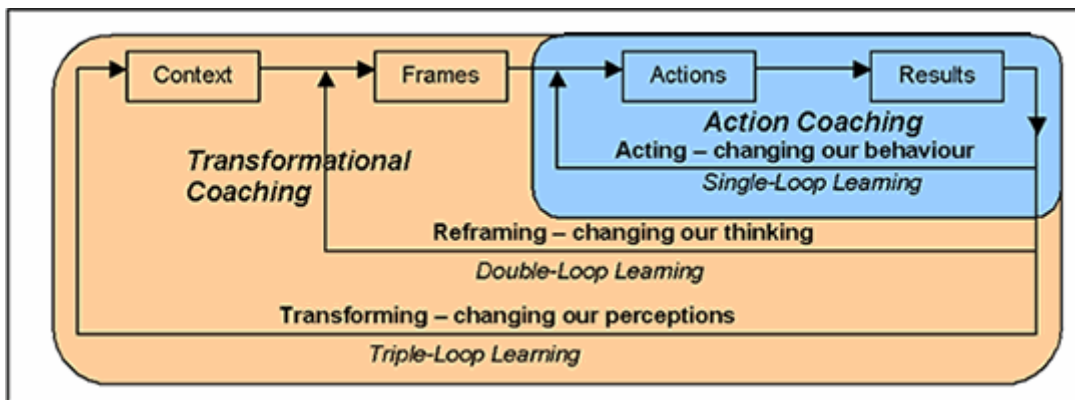 Context
Frames
Actions
Results
Action Coaching
Acting – changing our behaviour
Single-Loop Learning
Transformational
Coaching
Reframing – changing our thinking
Double-Loop Learning
Transforming – changing our perceptions
Triple-Loop Learning